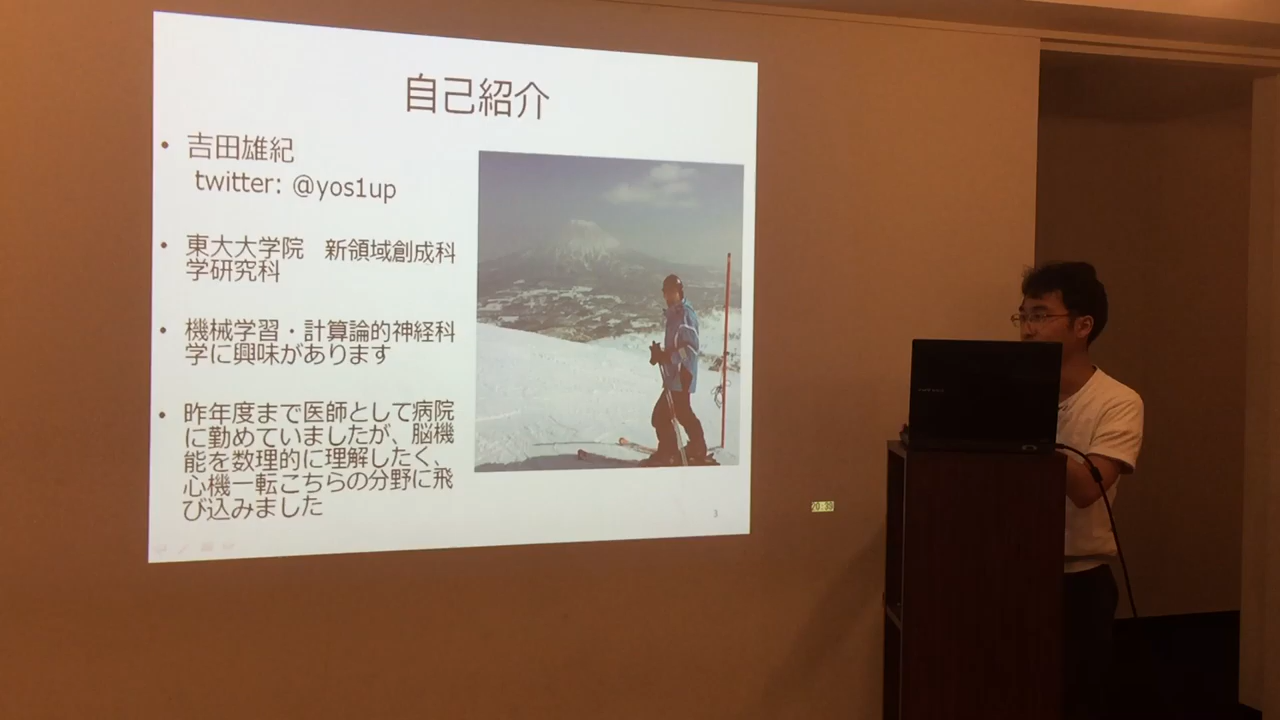 自己紹介
• 吉田雄紀
twitter: @yos1up
• 東大大学院　新領域創成科
学研究科
• 機械学習・計算論的神経科
学に興味があります
• 昨年度まで医師として病院
に勤めていましたが、脳機
能を数理的に理解したく、
心機一転こちらの分野に飛
び込みました
3